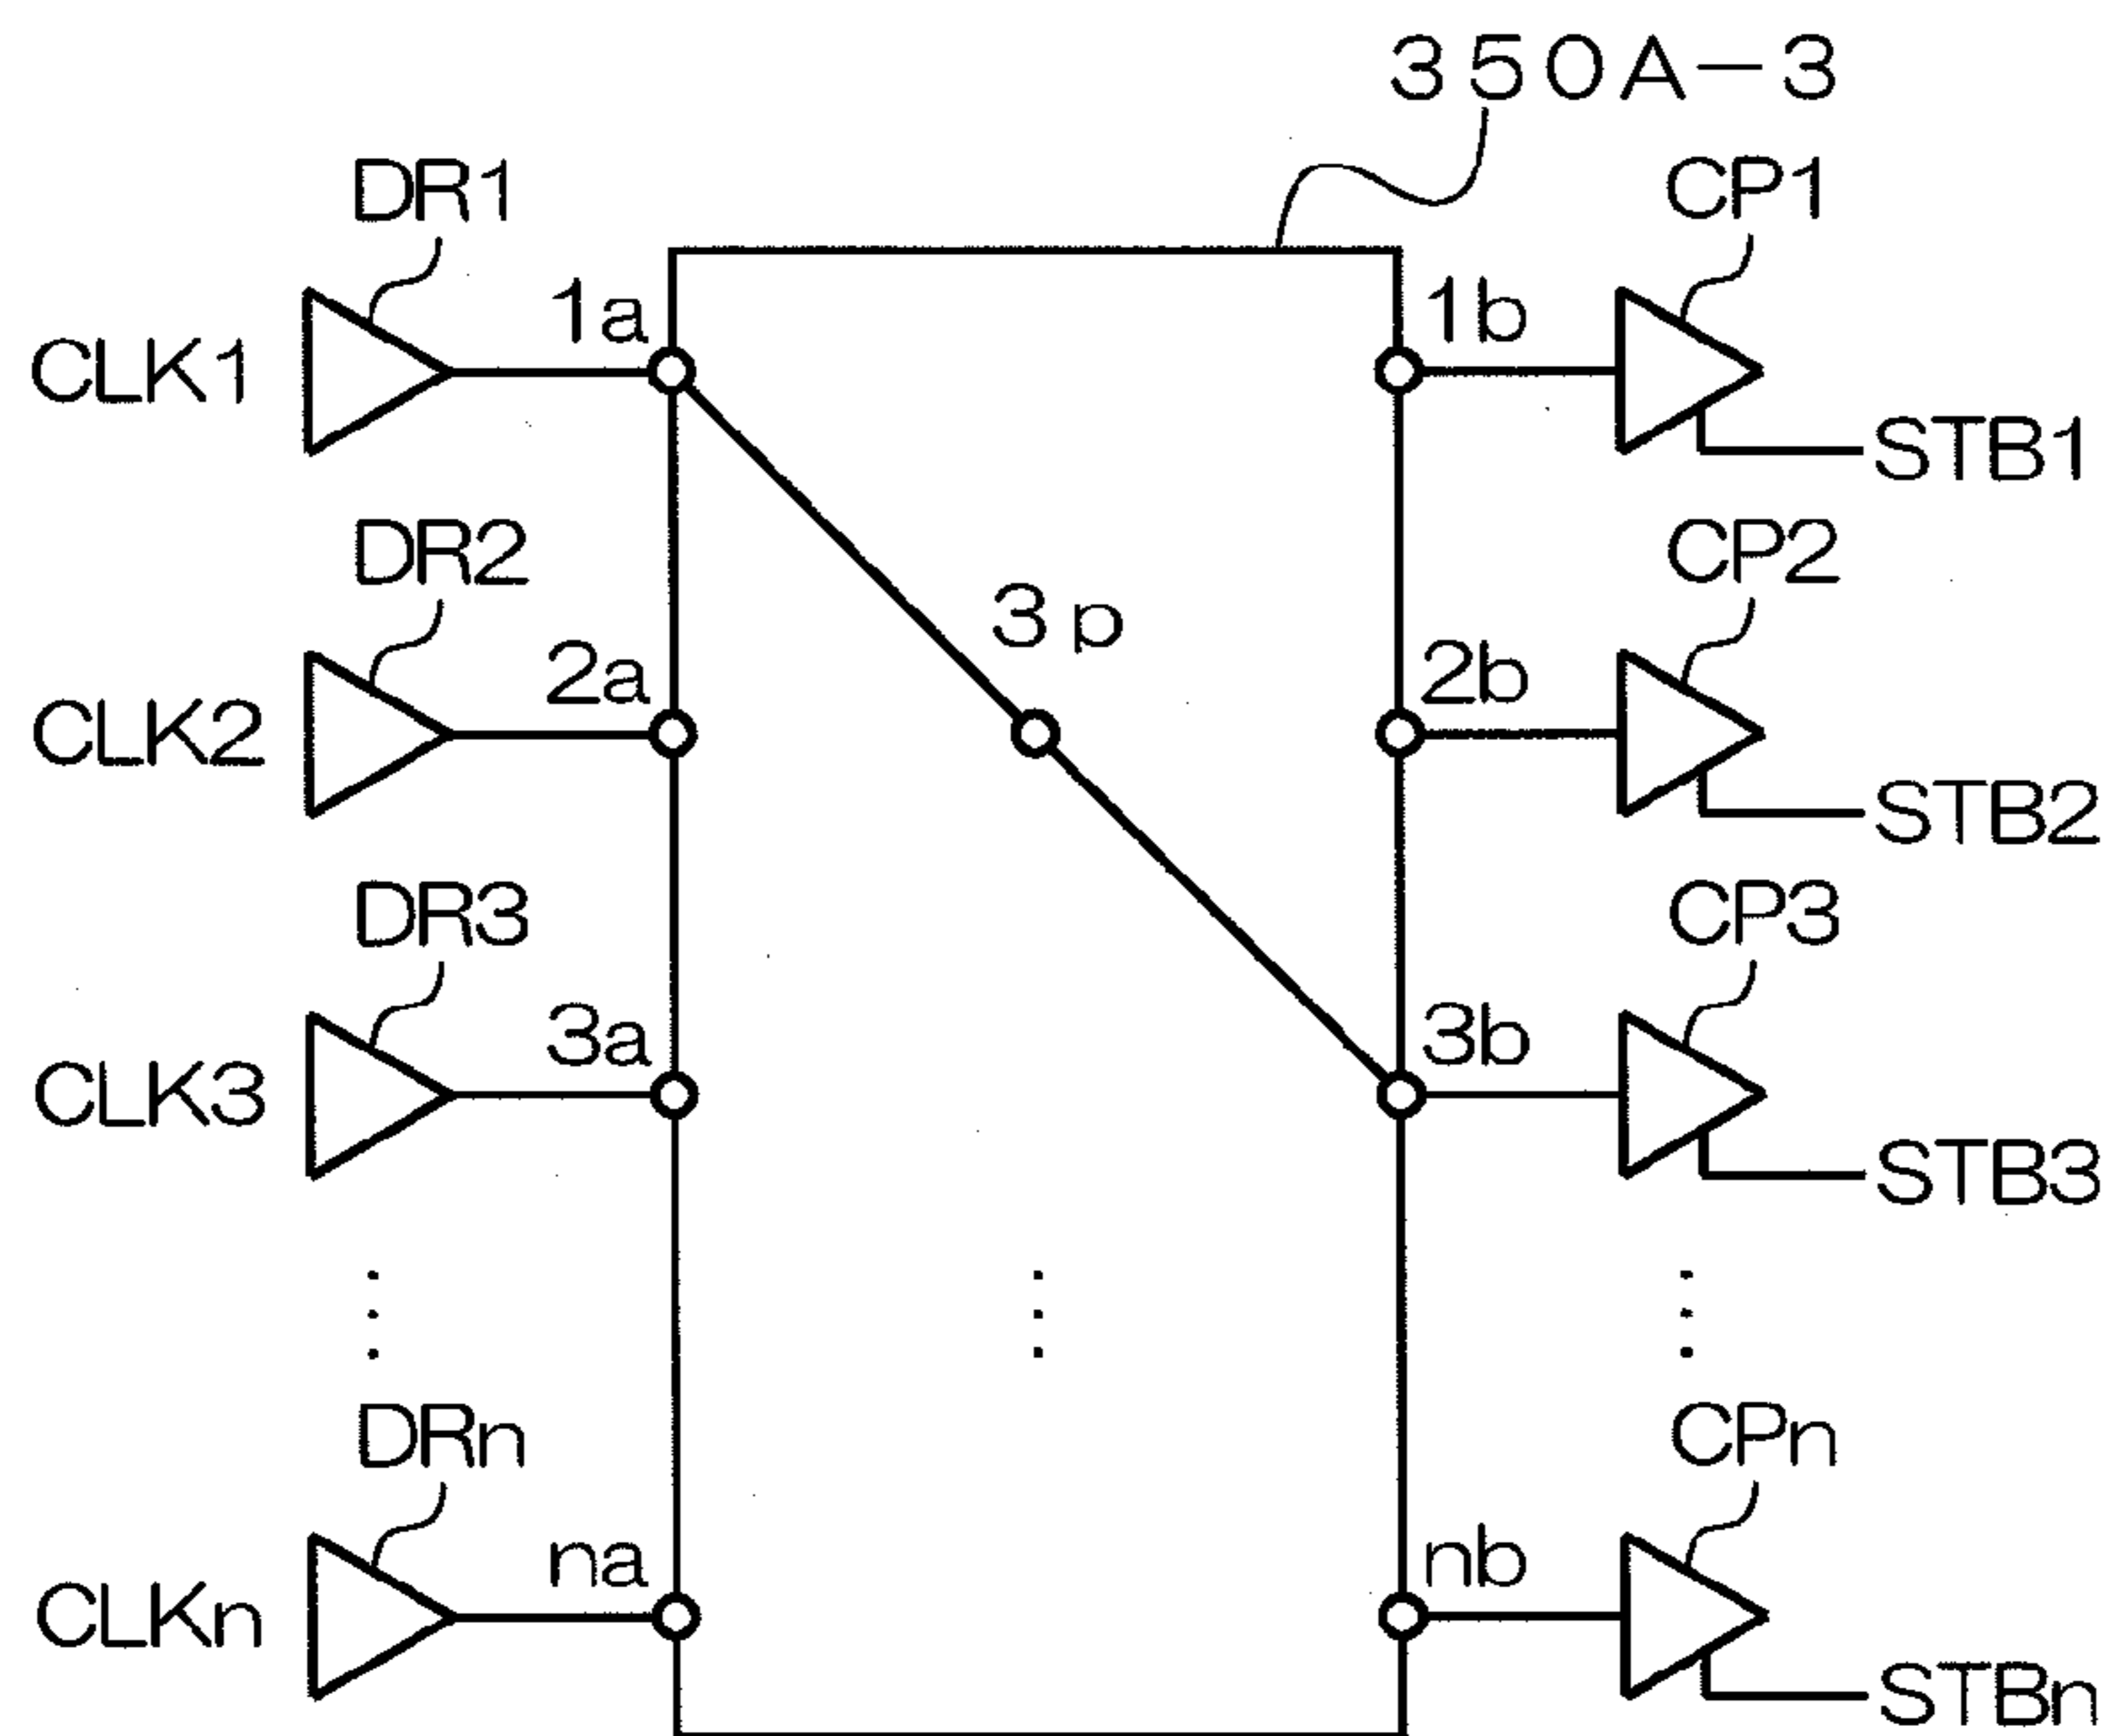 350A-3
DR1
CP1
1a
1b
CLK1
STB1
DR2
CP2
3p
2a
2b
CLK2
STB2
DR3
CP3
3a
3b
CLK3
STB3
DRn
CPn
na
nb
CLKn
STBn